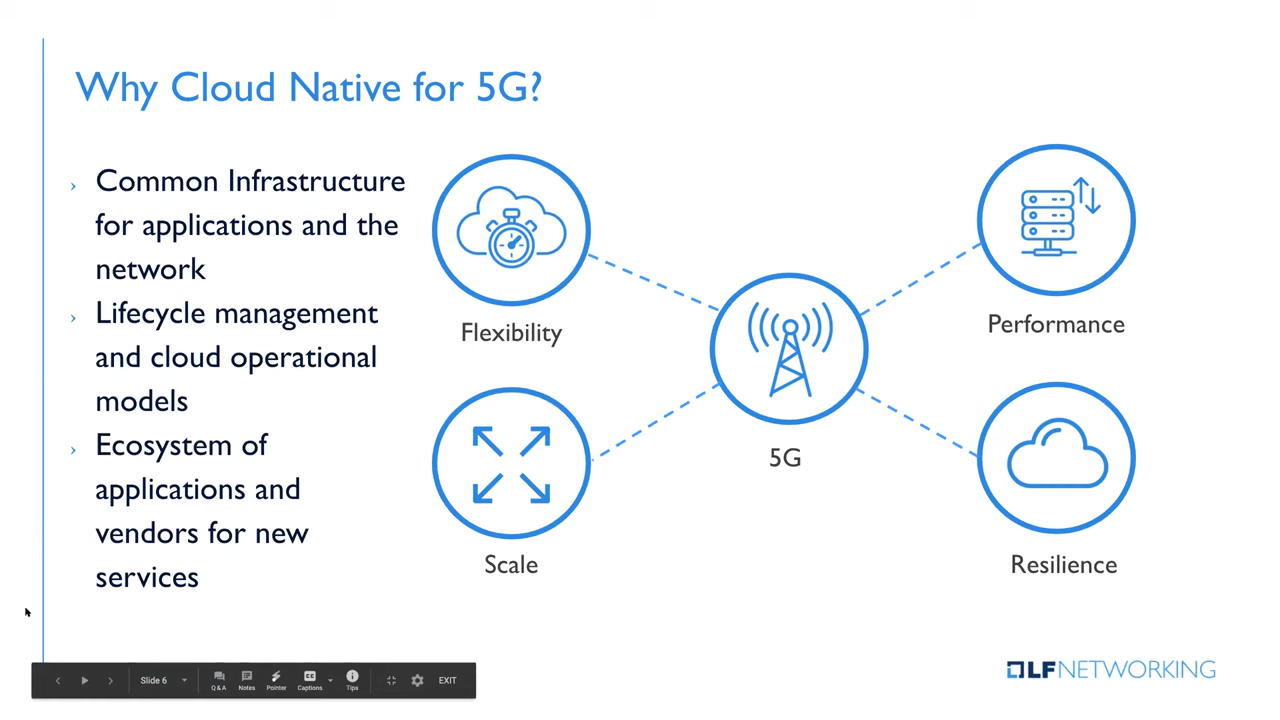 Why Cloud Native for 5G?
› Common Infrastructure
for applications and the
network
› Lifecycle management
and cloud operational
models
› Ecosystem of
applications and
vendors for new
services
Flexibility
Scale
5G
Performance
Resilience
Slide 6
Q & A
Notes
Pointer
CC
Captions
Tips
EXIT
LFNETWORKING